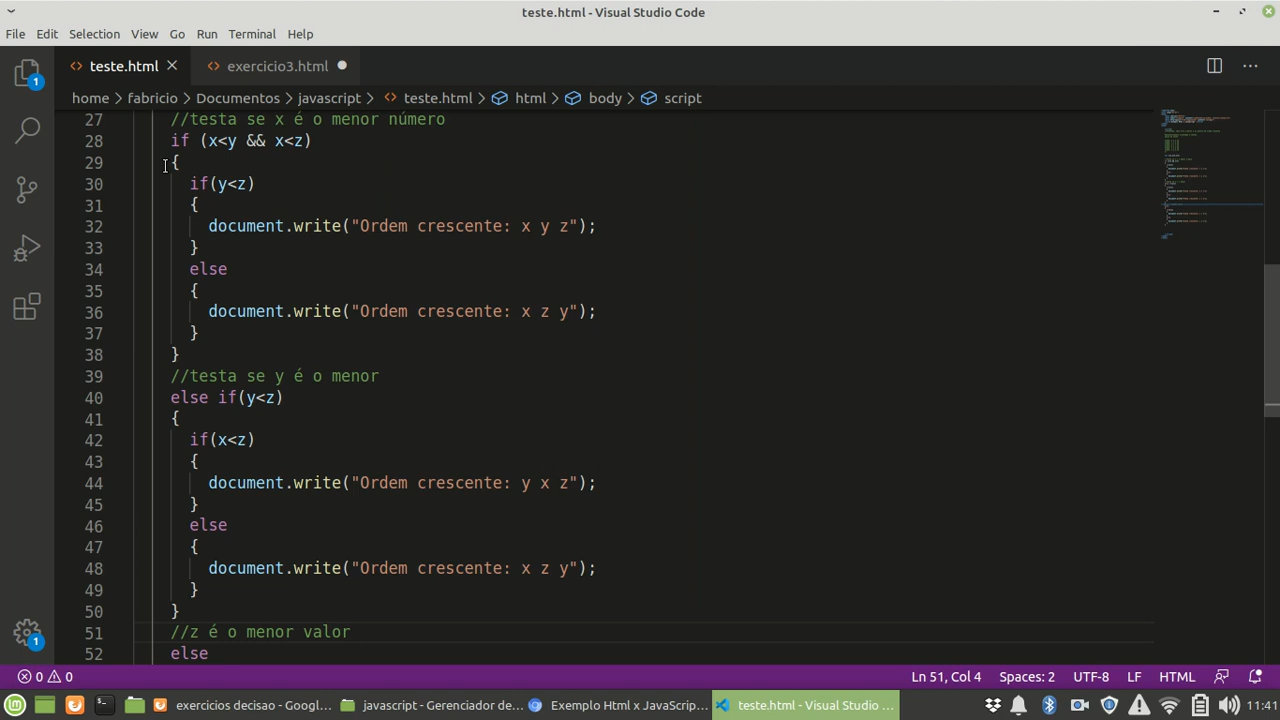 teste.html - Visual Studio Code
File Edit Selection View Go Run Terminal Help
1
teste.html exercicio3.html
home fabricio Documentos javascript teste.html html body script
27 //testa se x é o menor número
28 if (x<y && x<z)
29 {
30 if(y<z)
31 {
32 document.write("Ordem crescente: x y z");
33 }
34 else
35 {
36 document.write("Ordem crescente: x z y");
37 }
38 }
39 //testa se y é o menor
40 else if(y<z)
41 {
42 if(x<z)
43 {
44 document.write("Ordem crescente: y x z");
45 }
46 else
47 {
48 document.write("Ordem crescente: x z y");
49 }
50 }
51 //z é o menor valor
52 else
1
0 0 Ln 51, Col 4 Spaces: 2 UTF-8 LF HTML
exercicios decisao - Googl... javascript - Gerenciador de... Exemplo Html x JavaScrip... teste.html - Visual Studio ... 11:41